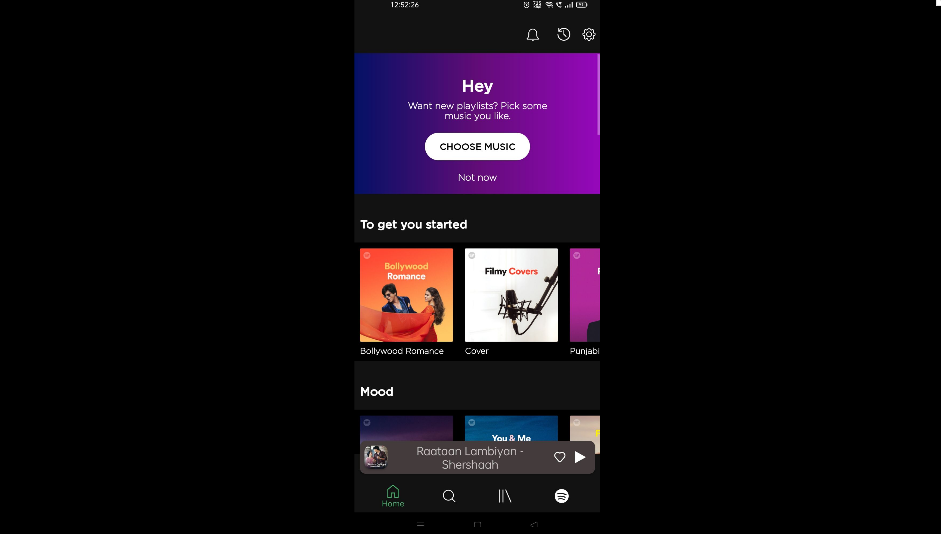 12:52:26
Hey
Want new playlists? Pick some
music you like.
CHOOSE MUSIC
Not now
To get you started
Bollywood
Romance
Filmy Covers
Bollywood Romance
Cover
Punjabi
Mood
You & Me
Raataan Lambiyan -
Shershaah
Home